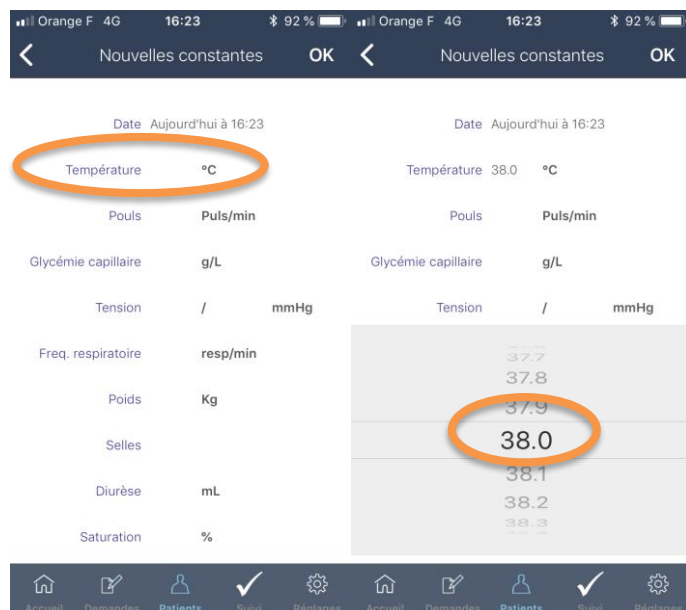 Orange F 4G 16:23 92 %
Nouvelles constantes OK
Date Aujourd'hui à 16:23
Température °C
Pouls Puls/min
Glycémie capillaire g/L
Tension / mmHg
Freq. respiratoire resp/min
Poids Kg
Selles
Diurèse mL
Saturation %
Accueil Demandes Patients Suivi Réglages
Orange F 4G 16:23 92 %
Nouvelles constantes OK
Date Aujourd'hui à 16:23
Température 38.0 °C
Pouls Puls/min
Glycémie capillaire g/L
Tension / mmHg
37.7
37.8
37.9
38.0
38.1
38.2
38.3
Accueil Demandes Patients Suivi Réglages